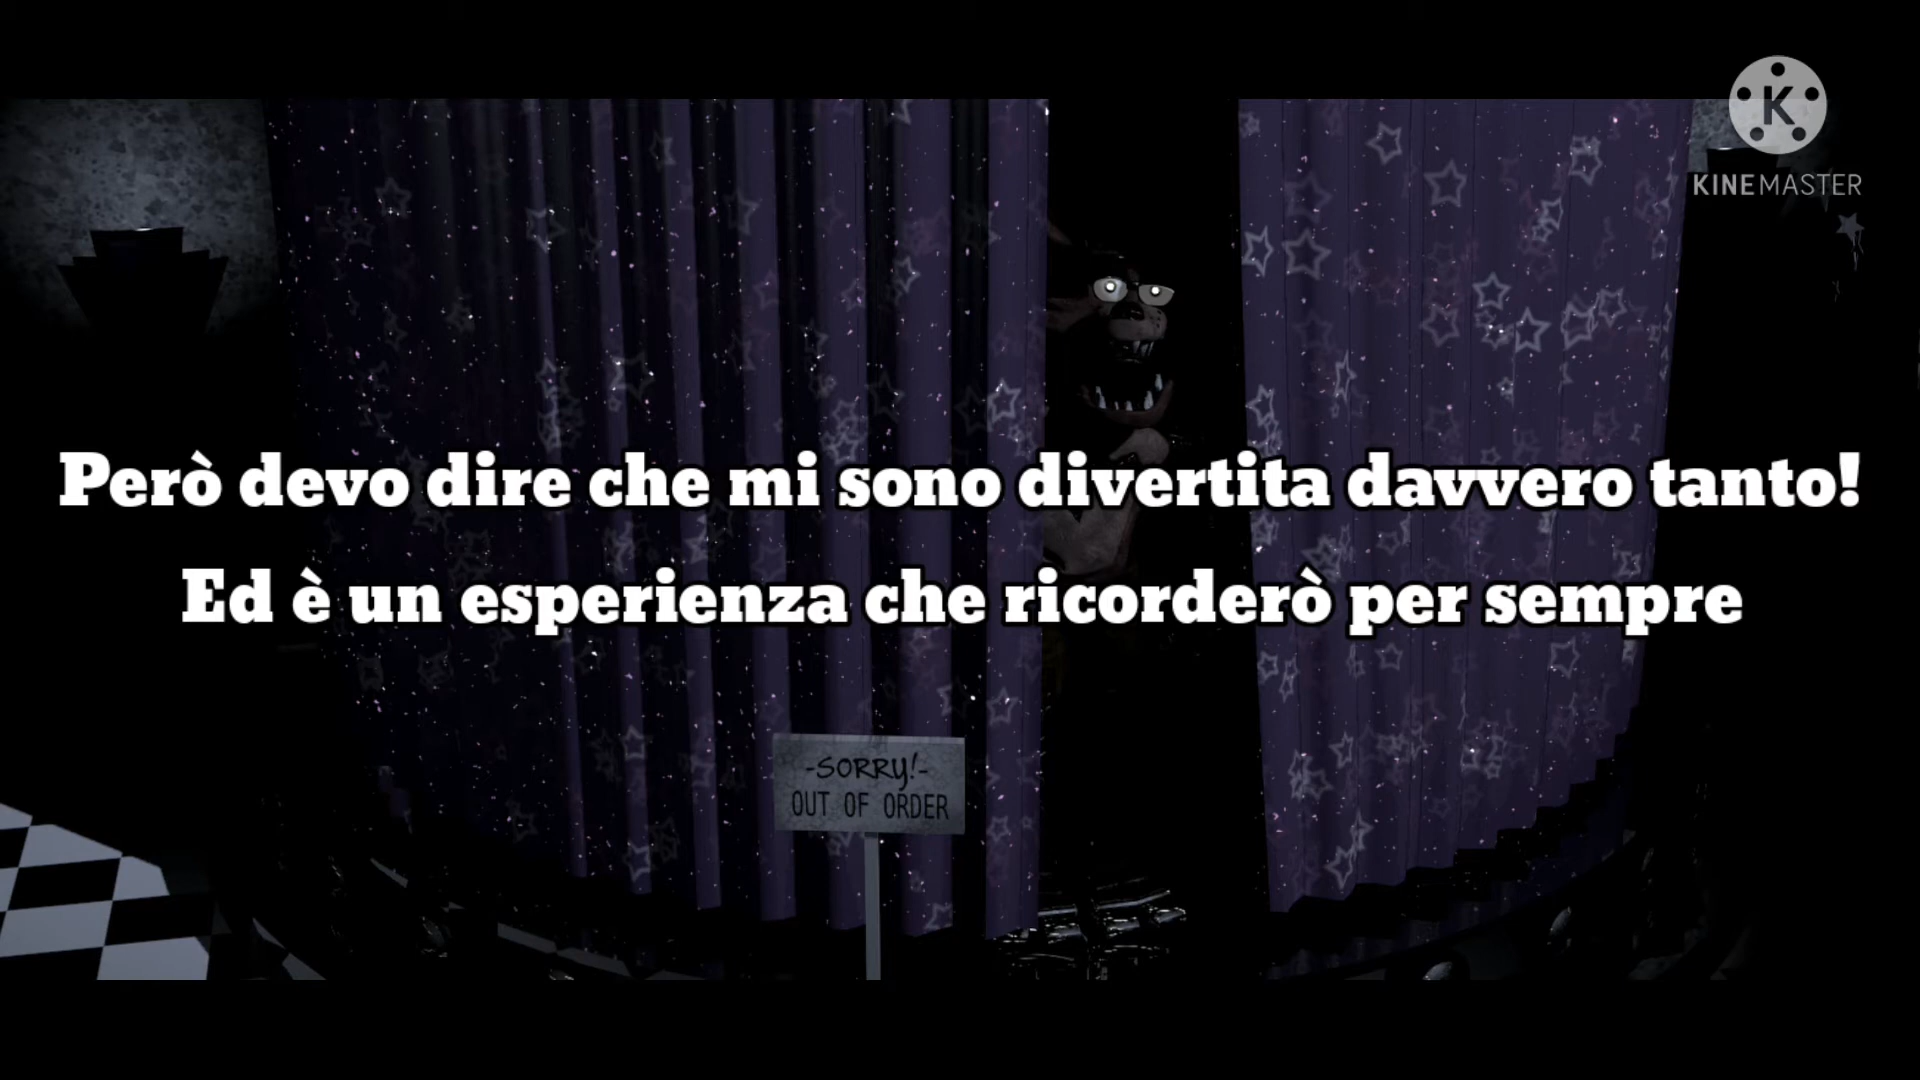 K
KINEMASTER
Però devo dire che mi sono divertita davvero tanto!
Ed è un esperienza che ricorderò per sempre
-SORRY!-
OUT OF ORDER